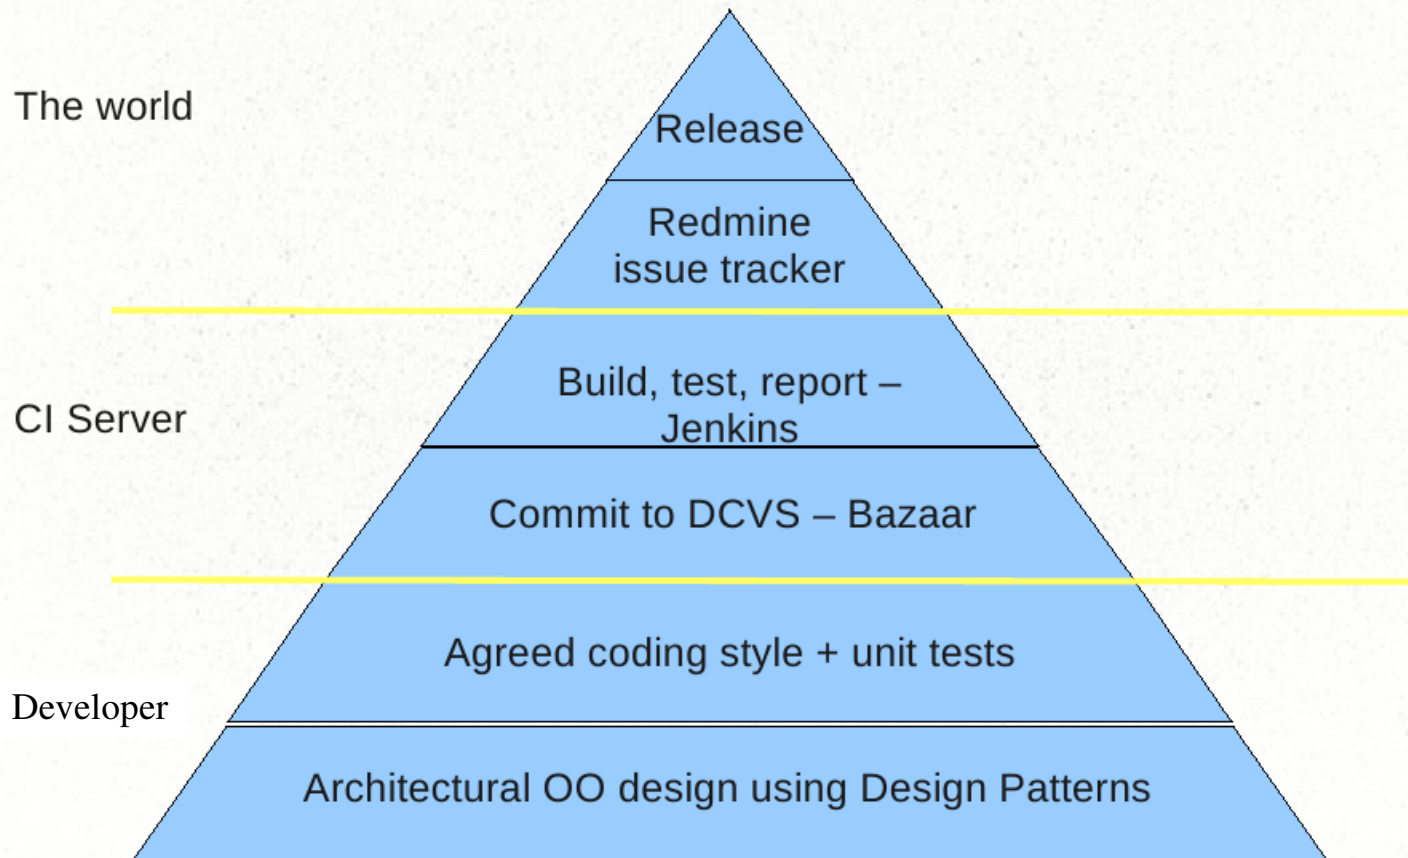 The world
Release
Redmine
issue tracker
Build, test, report –
Jenkins
CI Server
Commit to DCVS – Bazaar
Agreed coding style + unit tests
Developer
Architectural OO design using Design Patterns